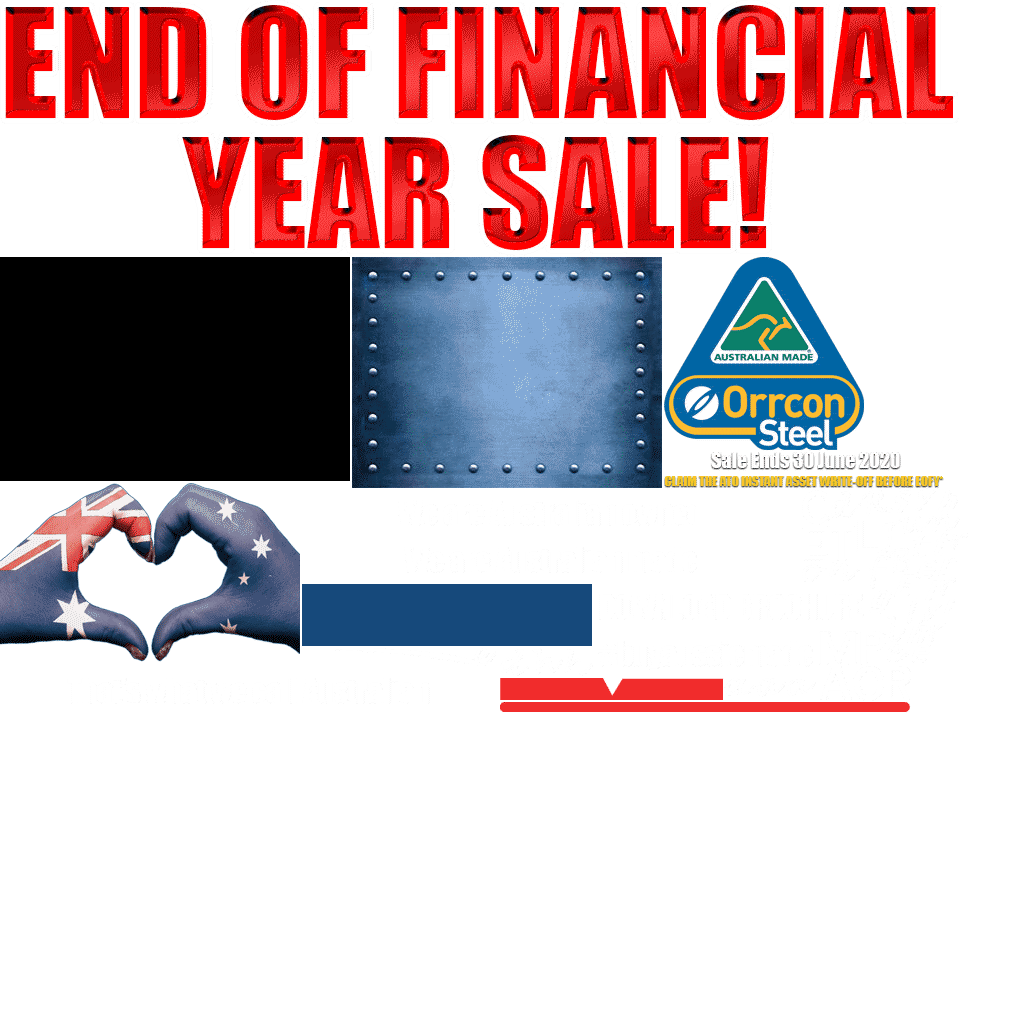 END OF FINANCIAL
YEAR SALE!
AUSTRALIAN MADE
Orrcon
Steel
Sale Ends 30 June 2020
CLAIM THE ATO INSTANT ASSET WRITE-OFF BEFORE EOFY*